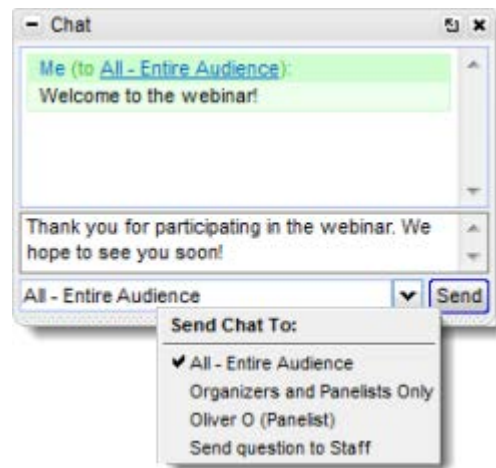 Chat
Me (to All - Entire Audience):
Welcome to the webinar!
Thank you for participating in the webinar. We
hope to see you soon!
All - Entire Audience
Send
Send Chat To:
All - Entire Audience
Organizers and Panelists Only
Oliver O (Panelist)
Send question to Staff